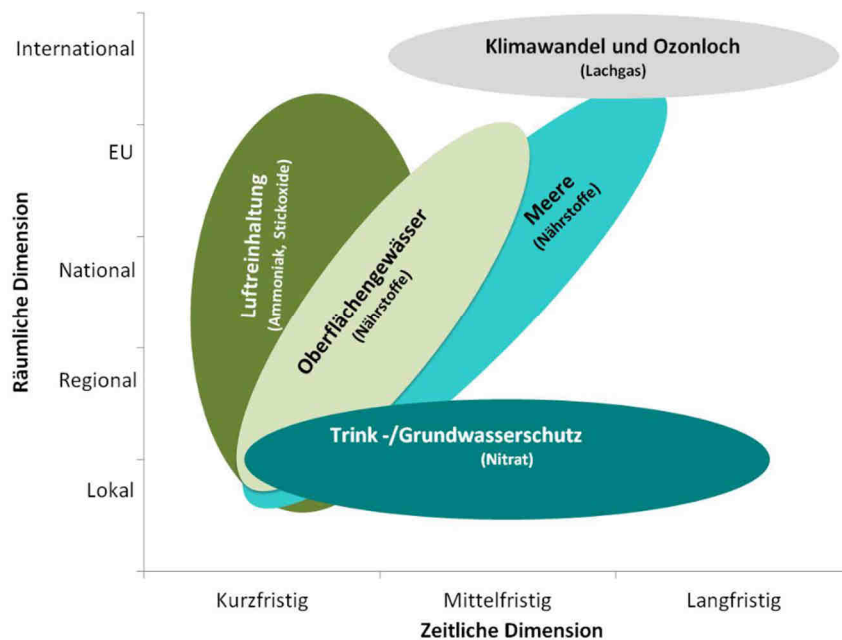 International
EU
National
Regional
Lokal
Räumliche Dimension
Klimawandel und Ozonloch
(Lachgas)
Luftreinhaltung
(Ammoniak, Stickoxide)
Oberflächengewässer
(Nährstoffe)
Meere
(Nährstoffe)
Trink -/Grundwasserschutz
(Nitrat)
Kurzfristig
Mittelfristig
Langfristig
Zeitliche Dimension